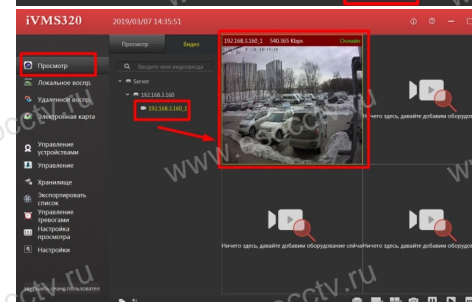 iVMS320
2019/03/07 14:35:51
Просмотр
Видео
192.168.3.160_1 540.365 Kbps Онлайн
Введите имя видеовхода
Server
192.168.3.160
192.168.3.160_1
Просмотр
Локальное воспр.
Удаленное воспр.
Электронная карта
Управление
устройствами
Управление
Хранилище
Экспортировать
список
Управление
тревогами
Настройка
просмотра
Настройки
Ничего здесь, давайте добавим оборудо
Ничего здесь, давайте добавим оборудование сейча
Ничего здесь, давайте добавим оборудо